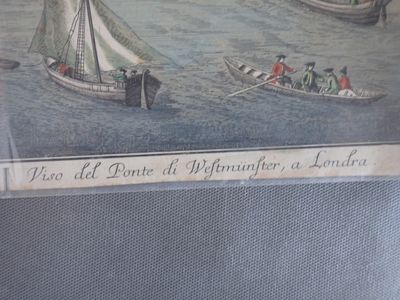 Viso del Ponte di Weſtmünſter, a Londra.